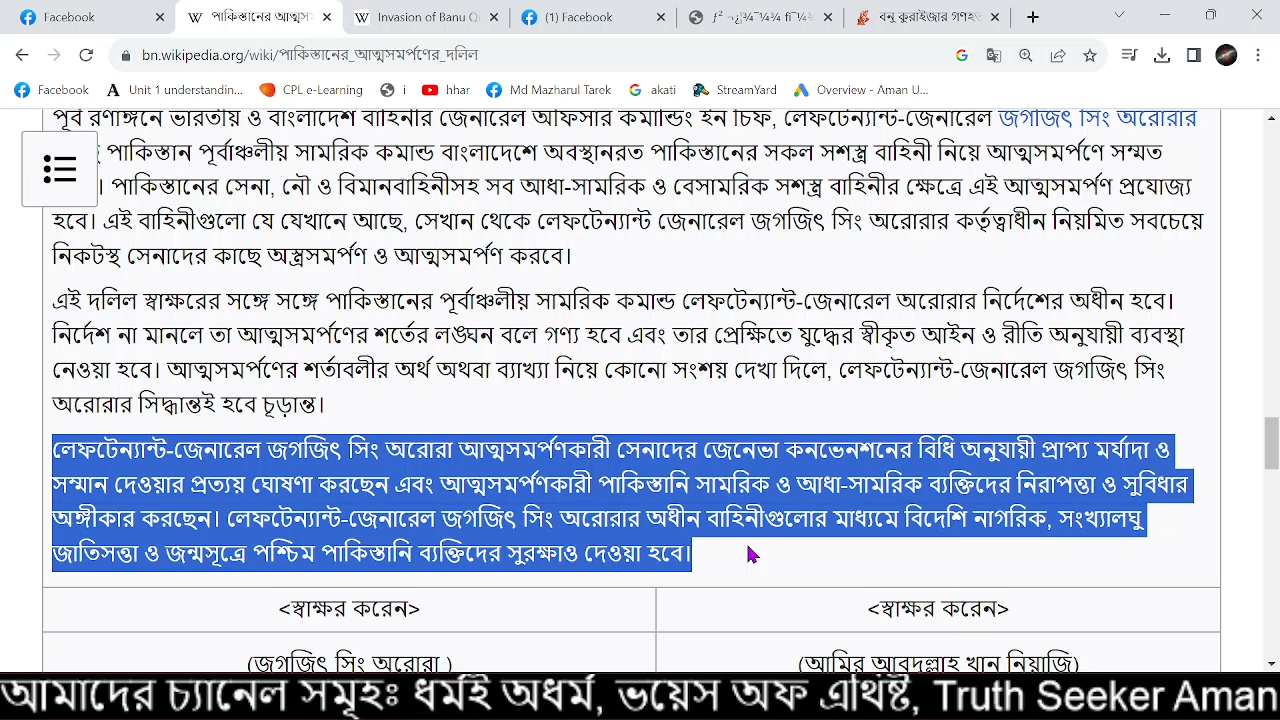 Facebook
পাকিস্তানের আত্মসম
Invasion of Banu Q
(1) Facebook
বনু কুরাইজার গণহত
bn.wikipedia.org/wiki/পাকিস্তানের_আত্মসমর্পণের_দলিল
Facebook
Unit 1 understandin...
CPL e-Learning
i
hhar
Md Mazharul Tarek
akati
StreamYard
Overview - Aman U...
পূর্ব রণাঙ্গনে ভারতীয় ও বাংলাদেশ বাহিনীর জেনারেল অফিসার কমান্ডিং ইন চিফ, লেফটেন্যান্ট-জেনারেল জগজিৎ সিং অরোরার
পাকিস্তান পূর্বাঞ্চলীয় সামরিক কমান্ড বাংলাদেশে অবস্থানরত পাকিস্তানের সকল সশস্ত্র বাহিনী নিয়ে আত্মসমর্পণে সম্মত
। পাকিস্তানের সেনা, নৌ ও বিমানবাহিনীসহ সব আধা-সামরিক ও বেসামরিক সশস্ত্র বাহিনীর ক্ষেত্রে এই আত্মসমর্পণ প্রযোজ্য
হবে। এই বাহিনীগুলো যে যেখানে আছে, সেখান থেকে লেফটেন্যান্ট জেনারেল জগজিৎ সিং অরোরার কর্তৃত্বাধীন নিয়মিত সবচেয়ে
নিকটস্থ সেনাদের কাছে অস্ত্রসমর্পণ ও আত্মসমর্পণ করবে।
এই দলিল স্বাক্ষরের সঙ্গে সঙ্গে পাকিস্তানের পূর্বাঞ্চলীয় সামরিক কমান্ড লেফটেন্যান্ট-জেনারেল অরোরার নির্দেশের অধীন হবে।
নির্দেশ না মানলে তা আত্মসমর্পণের শর্তের লঙ্ঘন বলে গণ্য হবে এবং তার প্রেক্ষিতে যুদ্ধের স্বীকৃত আইন ও রীতি অনুযায়ী ব্যবস্থা
নেওয়া হবে। আত্মসমর্পণের শর্তাবলীর অর্থ অথবা ব্যাখ্যা নিয়ে কোনো সংশয় দেখা দিলে, লেফটেন্যান্ট-জেনারেল জগজিৎ সিং
অরোরার সিদ্ধান্তই হবে চূড়ান্ত।
লেফটেন্যান্ট-জেনারেল জগজিৎ সিং অরোরা আত্মসমর্পণকারী সেনাদের জেনেভা কনভেনশনের বিধি অনুযায়ী প্রাপ্য মর্যাদা ও
সম্মান দেওয়ার প্রত্যয় ঘোষণা করছেন এবং আত্মসমর্পণকারী পাকিস্তানি সামরিক ও আধা-সামরিক ব্যক্তিদের নিরাপত্তা ও সুবিধার
অঙ্গীকার করছেন। লেফটেন্যান্ট-জেনারেল জগজিৎ সিং অরোরার অধীন বাহিনীগুলোর মাধ্যমে বিদেশি নাগরিক, সংখ্যালঘু
জাতিসত্তা ও জন্মসূত্রে পশ্চিম পাকিস্তানি ব্যক্তিদের সুরক্ষাও দেওয়া হবে।
<স্বাক্ষর করেন>
<স্বাক্ষর করেন>
(জগজিৎ সিং অরোরা )
(আমির আবদুল্লাহ খান নিয়াজি)
আমাদের চ্যানেল সমূহঃ ধর্মই অধর্ম, ভয়েস অফ এথিষ্ট, Truth Seeker Aman